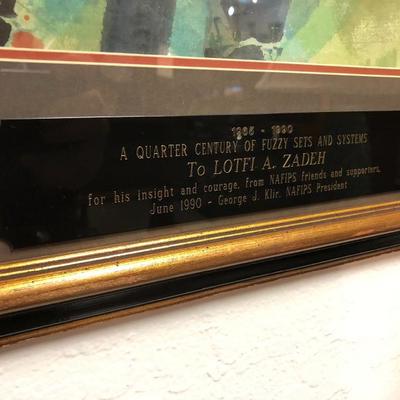 1965 - 1990
A QUARTER CENTURY OF FUZZY SETS AND SYSTEMS
TO LOTFI A. ZADEH
for his insight and courage, from NAFIPS friends and supporters,
June 1990 - George J. Klir, NAFIPS President